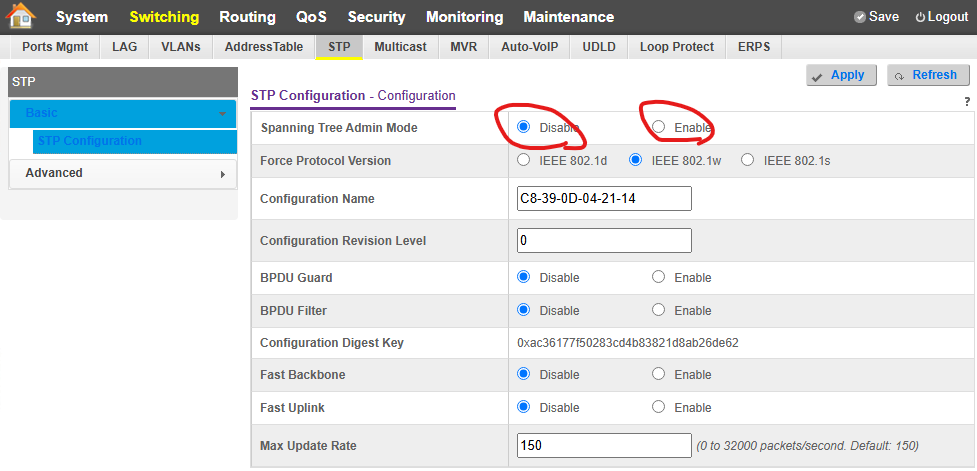 System Switching Routing QoS Security Monitoring Maintenance Save Logout
Ports Mgmt LAG VLANs AddressTable STP Multicast MVR Auto-VoIP UDLD Loop Protect ERPS
STP
Apply Refresh
Basic
STP Configuration
Advanced
STP Configuration - Configuration
?
Spanning Tree Admin Mode Disable Enable
Force Protocol Version IEEE 802.1d IEEE 802.1w IEEE 802.1s
Configuration Name C8-39-0D-04-21-14
Configuration Revision Level 0
BPDU Guard Disable Enable
BPDU Filter Disable Enable
Configuration Digest Key 0xac36177f50283cd4b83821d8ab26de62
Fast Backbone Disable Enable
Fast Uplink Disable Enable
Max Update Rate 150 (0 to 32000 packets/second. Default: 150)